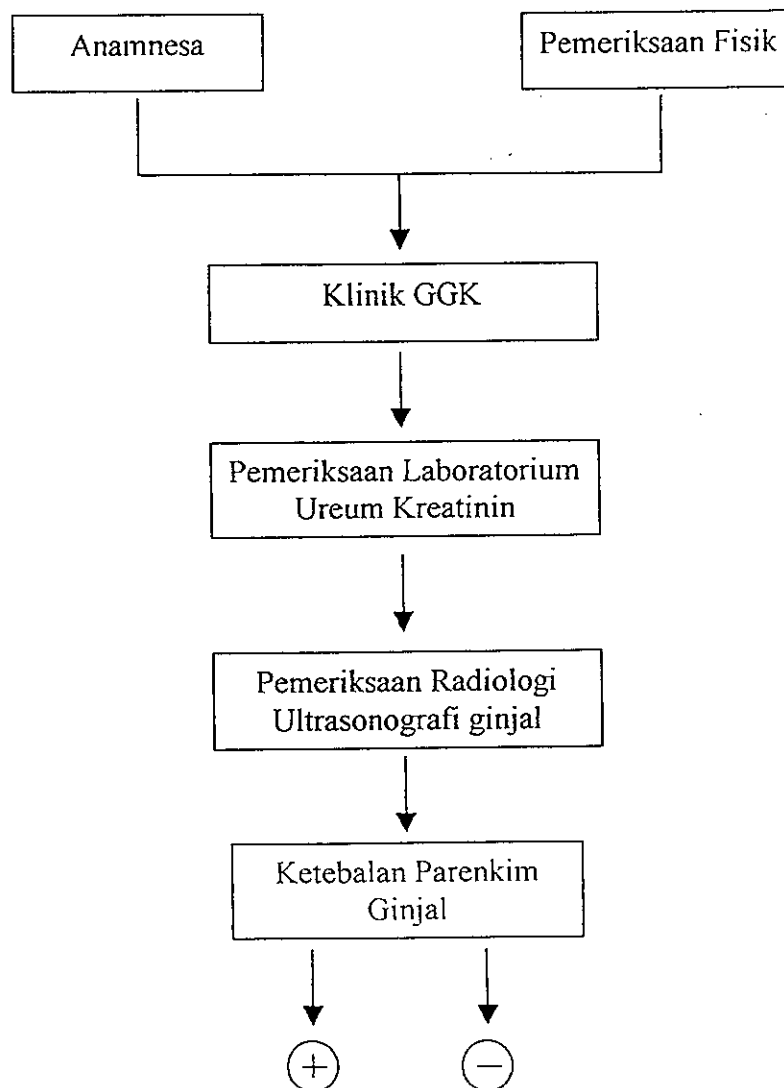 Anamnesa
Pemeriksaan Fisik
Klinik GGK
Pemeriksaan Laboratorium
Ureum Kreatinin
Pemeriksaan Radiologi
Ultrasonografi ginjal
Ketebalan Parenkim
Ginjal
+
−